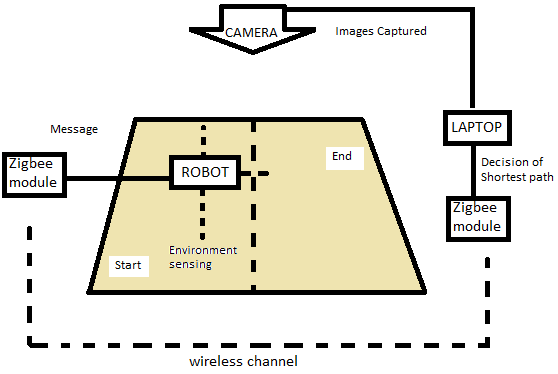 CAMERA
Images Captured
Message
LAPTOP
Zigbee
module
ROBOT
End
Decision of
Shortest path
Zigbee
module
Environment
sensing
Start
wireless channel